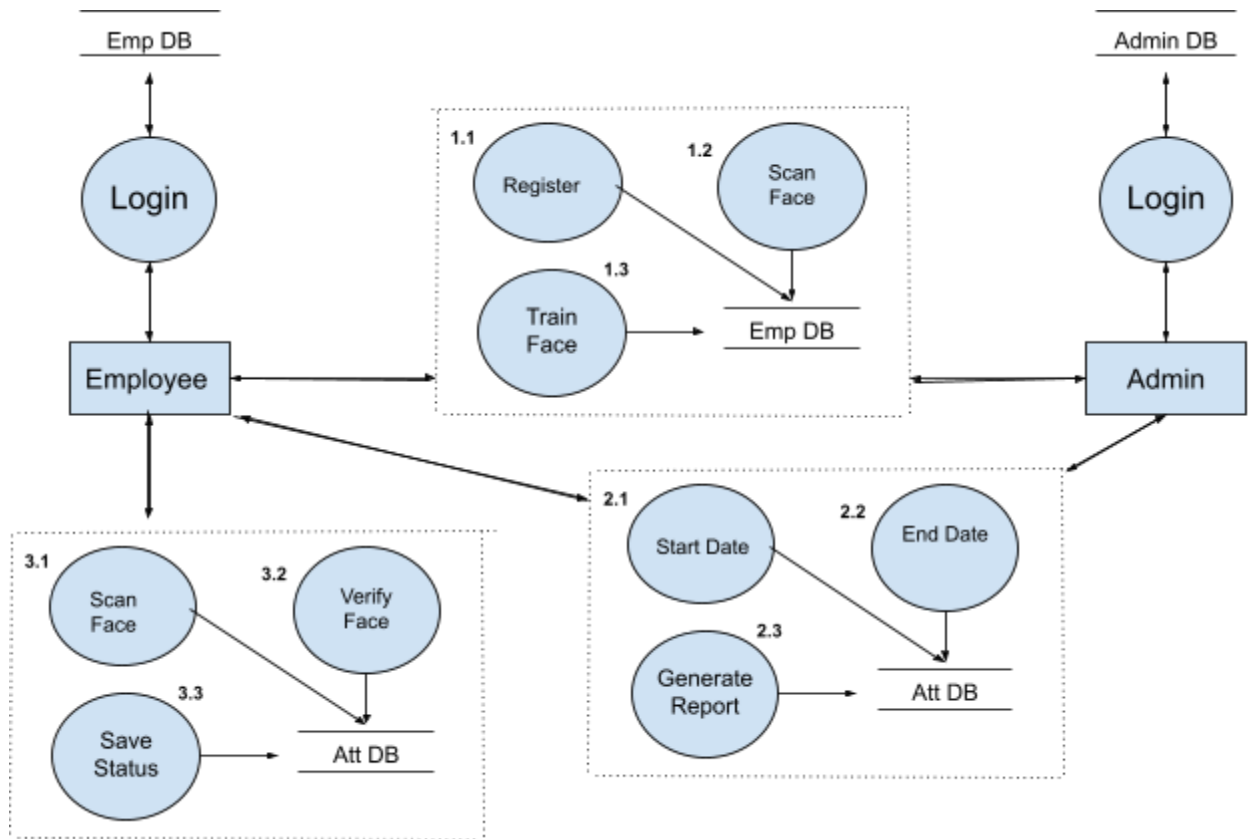 Emp DB
Admin DB
Login
Login
1.1
Register
1.2
Scan
Face
1.3
Train
Face
Emp DB
Employee
Admin
2.1
Start Date
2.2
End Date
2.3
Generate
Report
Att DB
3.1
Scan
Face
3.2
Verify
Face
3.3
Save
Status
Att DB